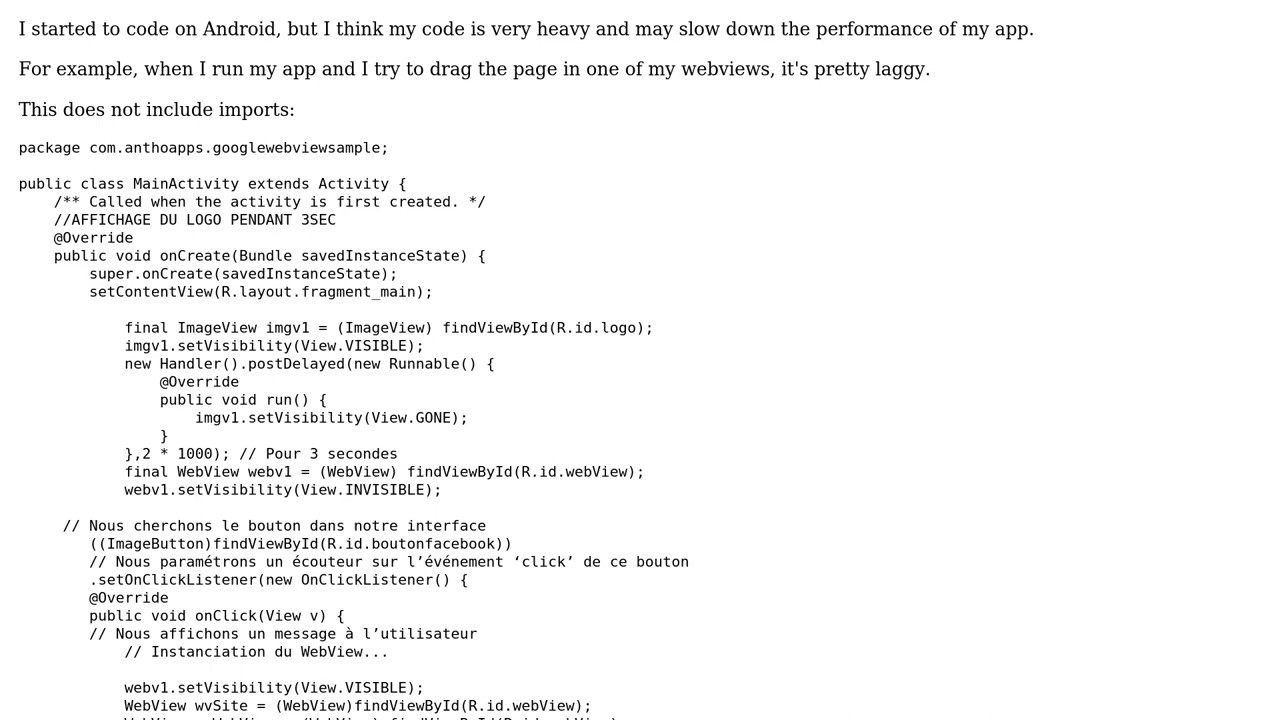 I started to code on Android, but I think my code is very heavy and may slow down the performance of my app.
For example, when I run my app and I try to drag the page in one of my webviews, it's pretty laggy.
This does not include imports:
package com.anthoapps.googlewebviewsample;
public class MainActivity extends Activity {
/** Called when the activity is first created. */
//AFFICHAGE DU LOGO PENDANT 3SEC
@Override
public void onCreate(Bundle savedInstanceState) {
super.onCreate(savedInstanceState);
setContentView(R.layout.fragment_main);
final ImageView imgv1 = (ImageView) findViewById(R.id.logo);
imgv1.setVisibility(View.VISIBLE);
new Handler().postDelayed(new Runnable() {
@Override
public void run() {
imgv1.setVisibility(View.GONE);
}
},2 * 1000); // Pour 3 secondes
final WebView webv1 = (WebView) findViewById(R.id.webView);
webv1.setVisibility(View.INVISIBLE);
// Nous cherchons le bouton dans notre interface
((ImageButton)findViewById(R.id.boutonfacebook))
// Nous paramétrons un écouteur sur l’événement ‘click’ de ce bouton
.setOnClickListener(new OnClickListener() {
@Override
public void onClick(View v) {
// Nous affichons un message à l’utilisateur
// Instanciation du WebView...
webv1.setVisibility(View.VISIBLE);
WebView wvSite = (WebView)findViewById(R.id.webView);